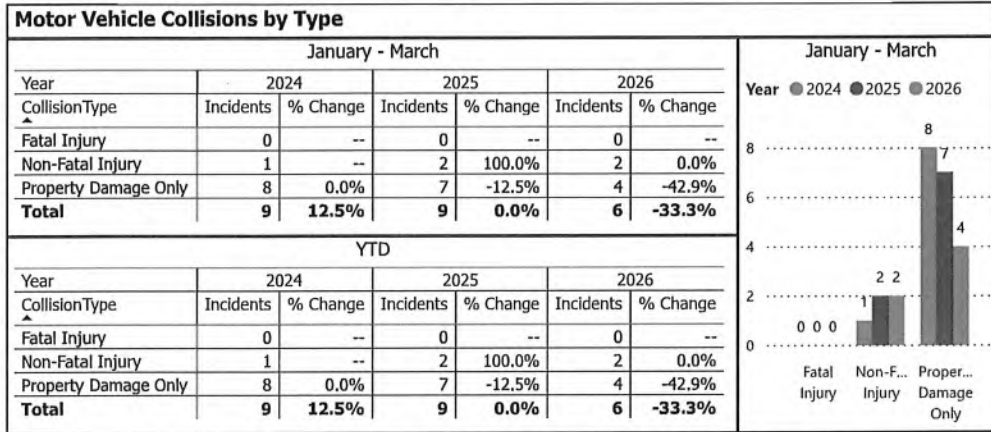 Motor Vehicle Collisions by Type
January - March
Year 2024 2025 2026
CollisionType Incidents % Change Incidents % Change Incidents % Change
Fatal Injury 0 -- 0 -- 0 --
Non-Fatal Injury 1 -- 2 100.0% 2 0.0%
Property Damage Only 8 0.0% 7 -12.5% 4 -42.9%
Total 9 12.5% 9 0.0% 6 -33.3%
YTD
Year 2024 2025 2026
CollisionType Incidents % Change Incidents % Change Incidents % Change
Fatal Injury 0 -- 0 -- 0 --
Non-Fatal Injury 1 -- 2 100.0% 2 0.0%
Property Damage Only 8 0.0% 7 -12.5% 4 -42.9%
Total 9 12.5% 9 0.0% 6 -33.3%
January - March
Year 2024 2025 2026
8
8 7
6
4 4
2 2 2
1
0 0 0
0
Fatal Non-F... Proper...
Injury Injury Damage
Only